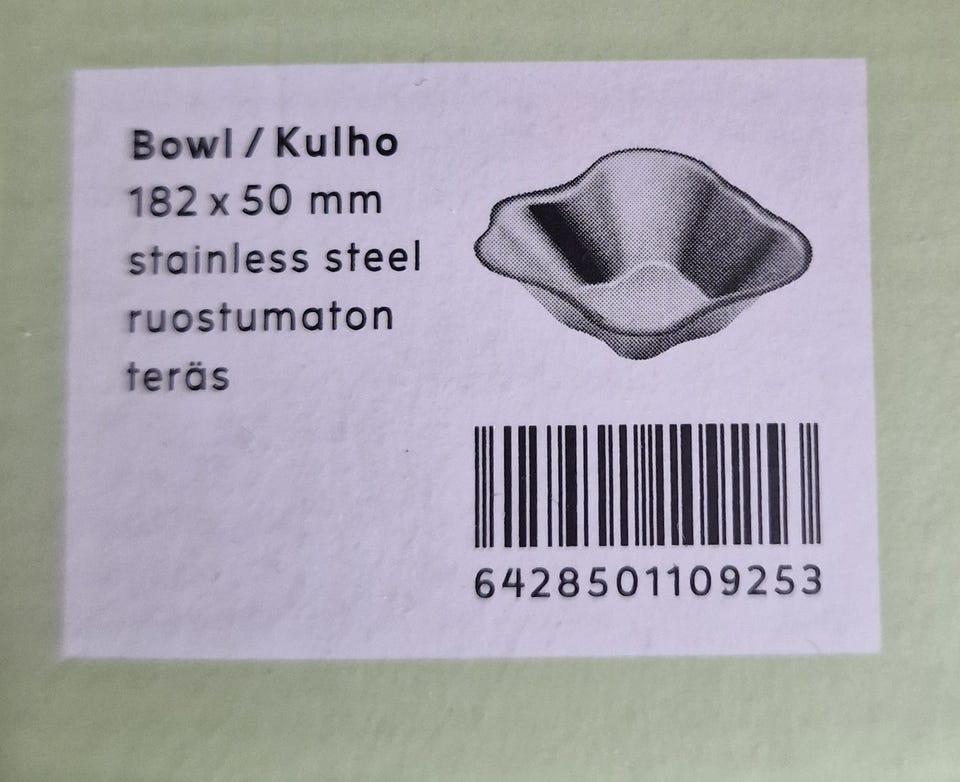 Bowl / Kulho
182 x 50 mm
stainless steel
ruostumaton
teräs
6428501109253